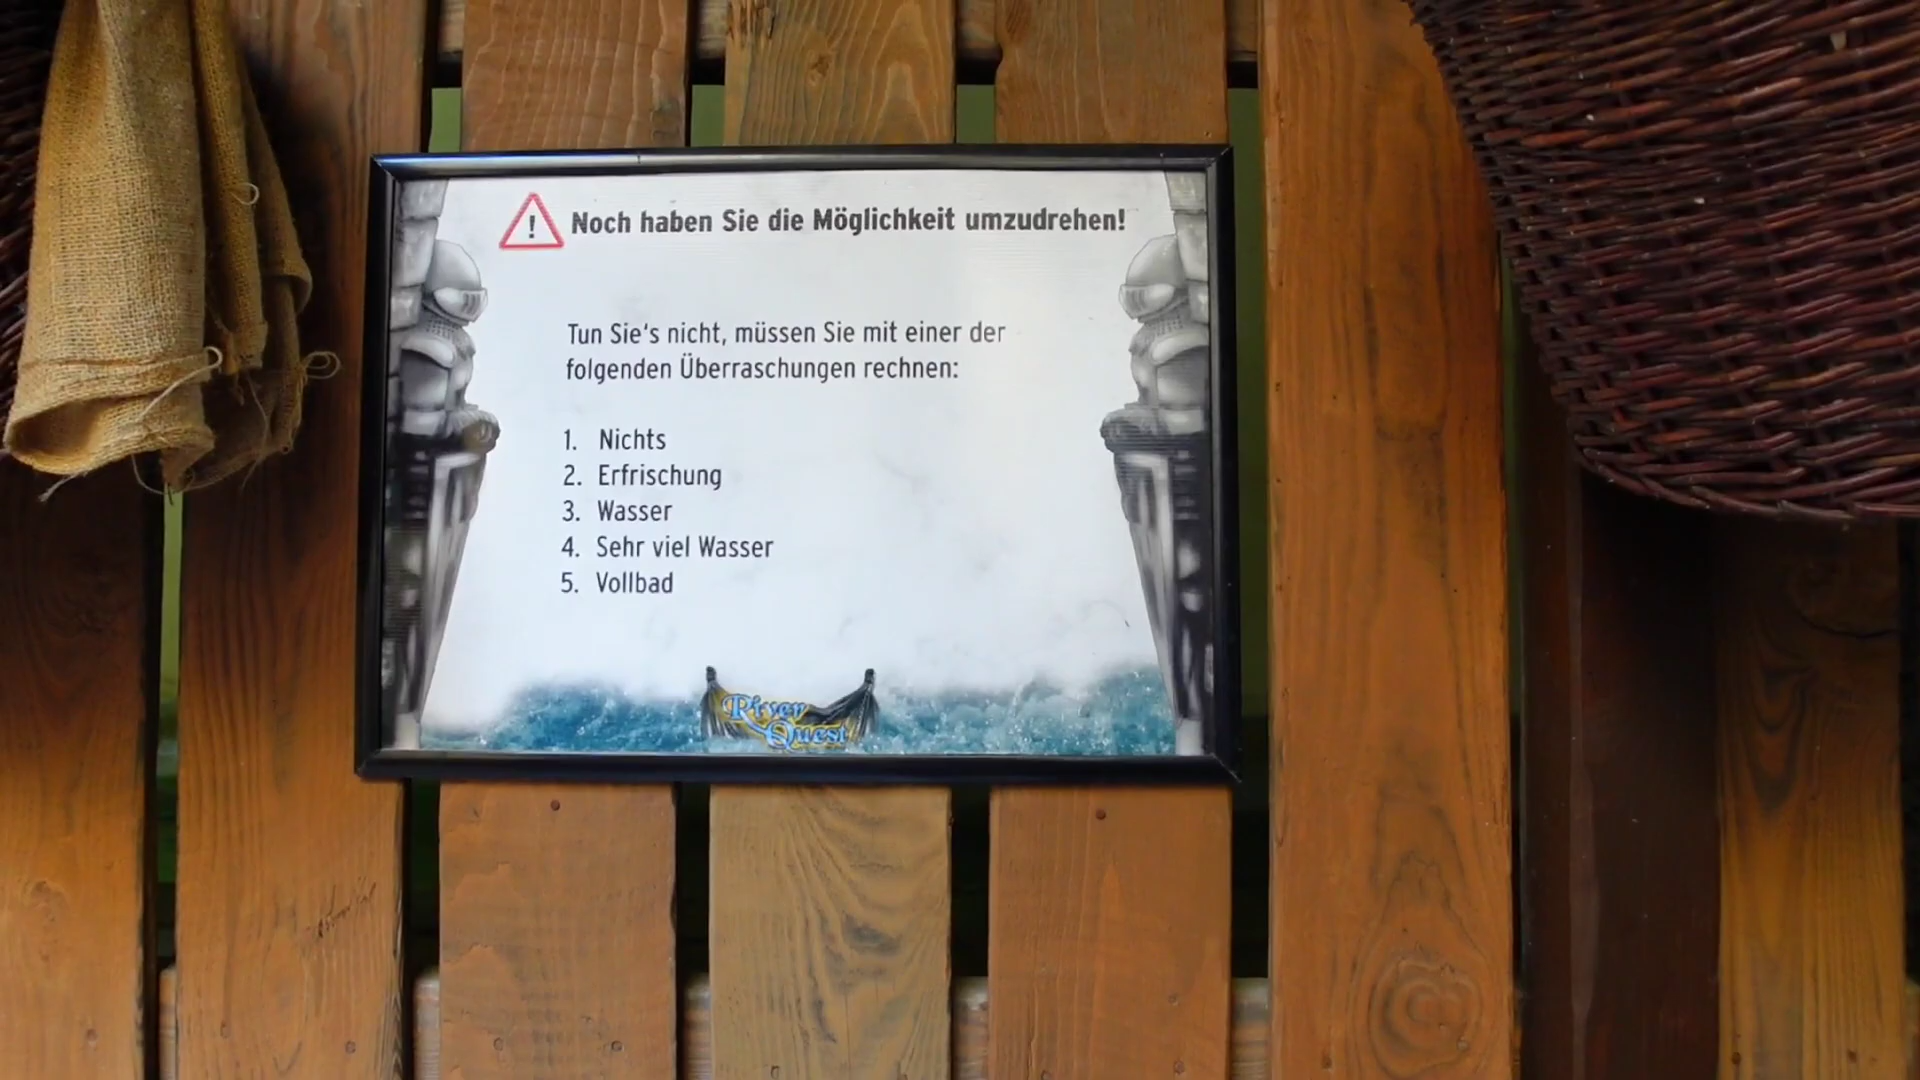 Noch haben Sie die Möglichkeit umzudrehen!
Tun Sie's nicht, müssen Sie mit einer der
folgenden Überraschungen rechnen:
1. Nichts
2. Erfrischung
3. Wasser
4. Sehr viel Wasser
5. Vollbad
River
Quest